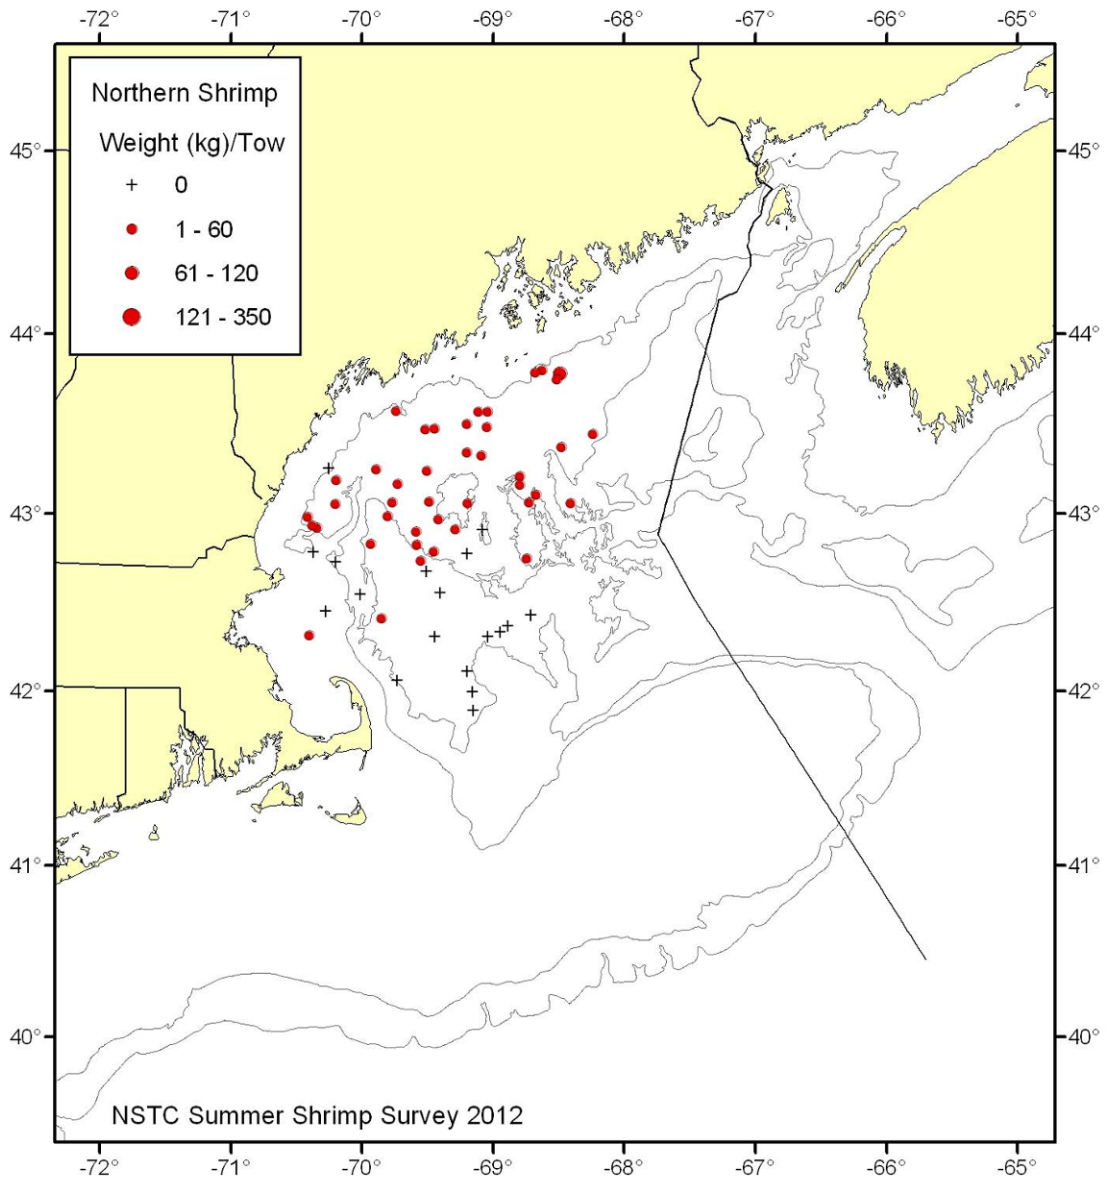 -72° -71° -70° -69° -68° -67° -66° -65°
Northern Shrimp
Weight (kg)/Tow
+ 0
1 - 60
61 - 120
121 - 350
45° 45°
44° 44°
43° 43°
42° 42°
41° 41°
40° 40°
NSTC Summer Shrimp Survey 2012
-72° -71° -70° -69° -68° -67° -66° -65°